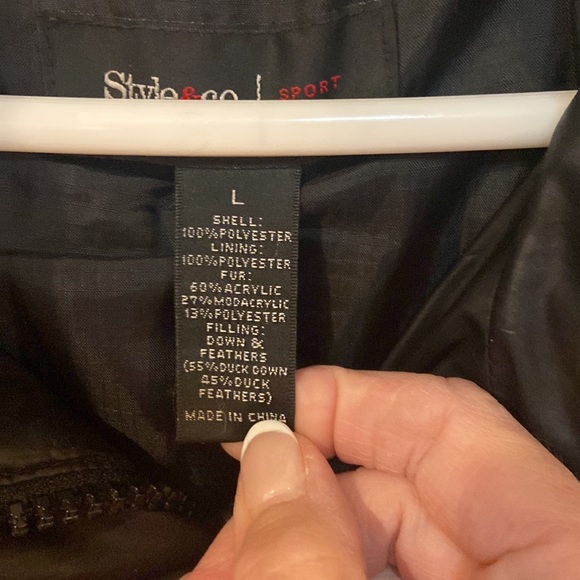 Style&co. | SPORT
L
SHELL:
100%POLYESTER
LINING:
100%POLYESTER
FUR:
60%ACRYLIC
27%MODACRYLIC
13%POLYESTER
FILLING:
DOWN &
FEATHERS
(55%DUCK DOWN
45%DUCK
FEATHERS)
MADE IN CHINA